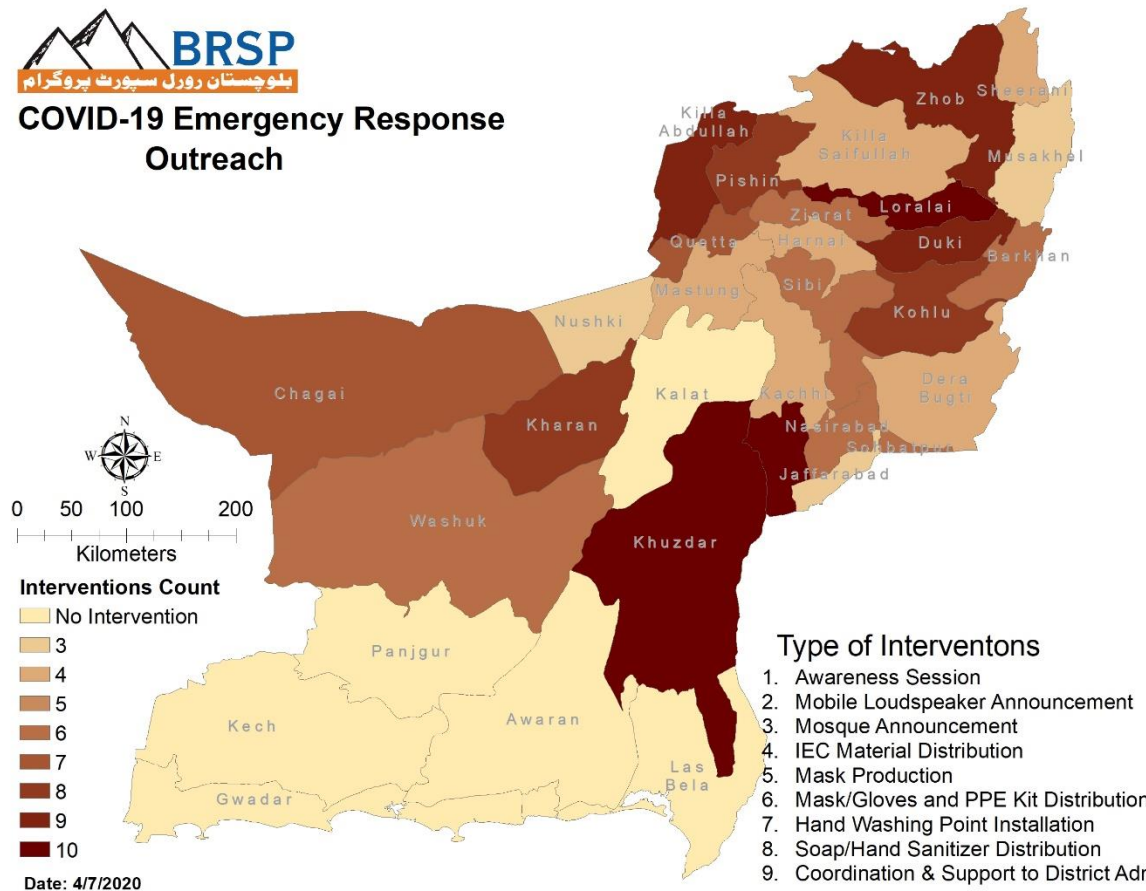 BRSP
بلوچستان رورل سپورٹ پروگرام
COVID-19 Emergency Response
Outreach
Sheerani
Zhob
Killa
Abdullah
Killa
Saifullah
Musakhel
Pishin
Loralai
Ziarat
Quetta
Harnai
Duki
Barkhan
Sibi
Mastung
Kohlu
Nushki
Dera
Bugti
Chagai
Kalat
Kachhi
Kharan
Nasirabad
Sohbatpur
Jaffarabad
Washuk
Khuzdar
Panjgur
Kech
Awaran
Las
Bela
Gwadar
N
W E
S
0 50 100 200
Kilometers
Interventions Count
No Intervention
3
4
5
6
7
8
9
10
Type of Interventons
1. Awareness Session
2. Mobile Loudspeaker Announcement
3. Mosque Announcement
4. IEC Material Distribution
5. Mask Production
6. Mask/Gloves and PPE Kit Distribution
7. Hand Washing Point Installation
8. Soap/Hand Sanitizer Distribution
9. Coordination & Support to District Adm
Date: 4/7/2020